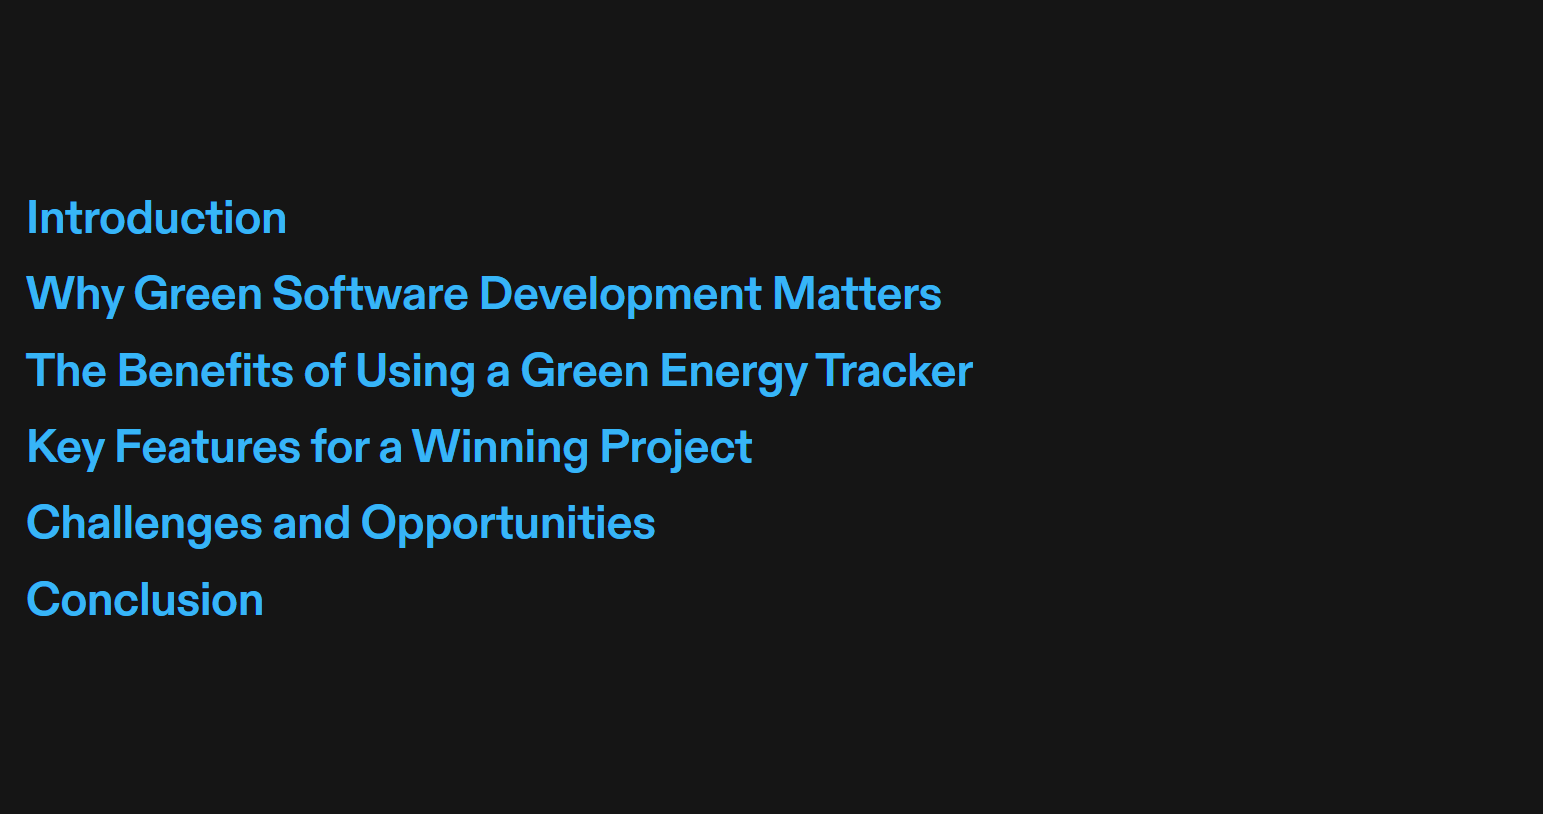 Introduction
Why Green Software Development Matters
The Benefits of Using a Green Energy Tracker
Key Features for a Winning Project
Challenges and Opportunities
Conclusion